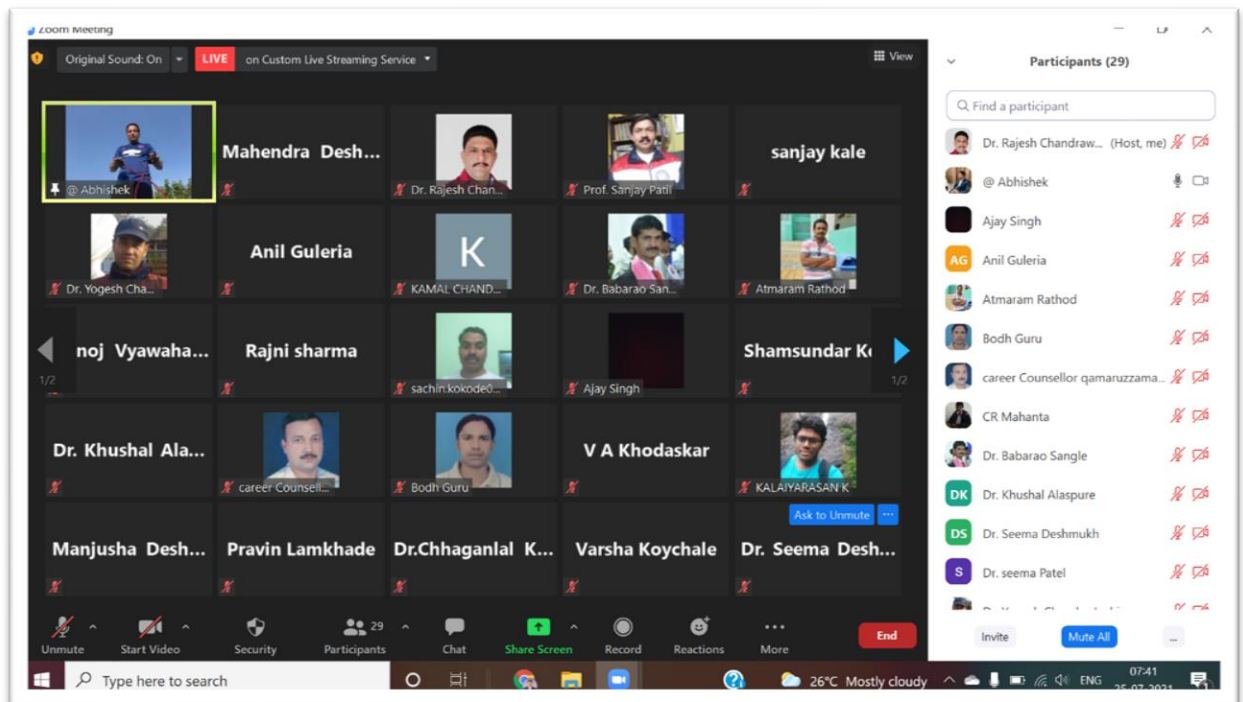 Zoom Meeting
Original Sound: On LIVE on Custom Live Streaming Service View
@ Abhishek
Mahendra Desh...
Dr. Rajesh Chan...
Prof. Sanjay Patil
sanjay kale
Dr. Yogesh Cha...
Anil Guleria
K
KAMAL CHAND...
Dr. Babarao San...
Atmaram Rathod
noj Vyawaha...
Rajni sharma
sachin.kokode0...
Ajay Singh
Shamsundar
1/2
1/2
Dr. Khushal Ala...
career Counsell...
Bodh Guru
V A Khodaskar
KALAIYARASAN K
Ask to Unmute ...
Manjusha Desh...
Pravin Lamkhade
Dr.Chhaganlal K...
Varsha Koychale
Dr. Seema Desh...
Unmute Start Video Security Participants 29 Chat Share Screen Record Reactions More End
Participants (29)
Find a participant
Dr. Rajesh Chandraw... (Host, me)
@ Abhishek
Ajay Singh
AG Anil Guleria
Atmaram Rathod
Bodh Guru
career Counsellor qamaruzzama...
CR Mahanta
Dr. Babarao Sangle
DK Dr. Khushal Alaspure
DS Dr. Seema Deshmukh
S Dr. seema Patel
Invite Mute All ...
Type here to search 26°C Mostly cloudy ENG 07:41
25-07-2021